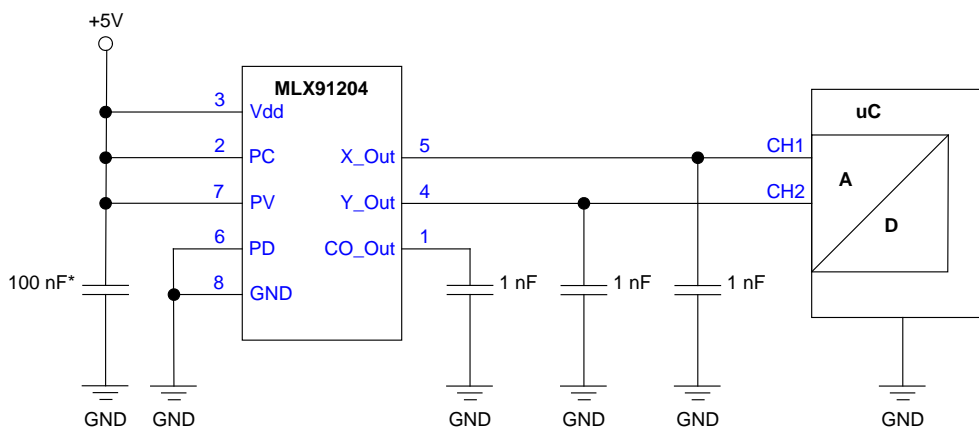 +5V
MLX91204
3
Vdd
uC
2
PC
X_Out
5
CH1
A
7
PV
Y_Out
4
CH2
D
6
PD
CO_Out
1
100 nF*
8
GND
1 nF
1 nF
1 nF
GND
GND
GND
GND
GND
GND